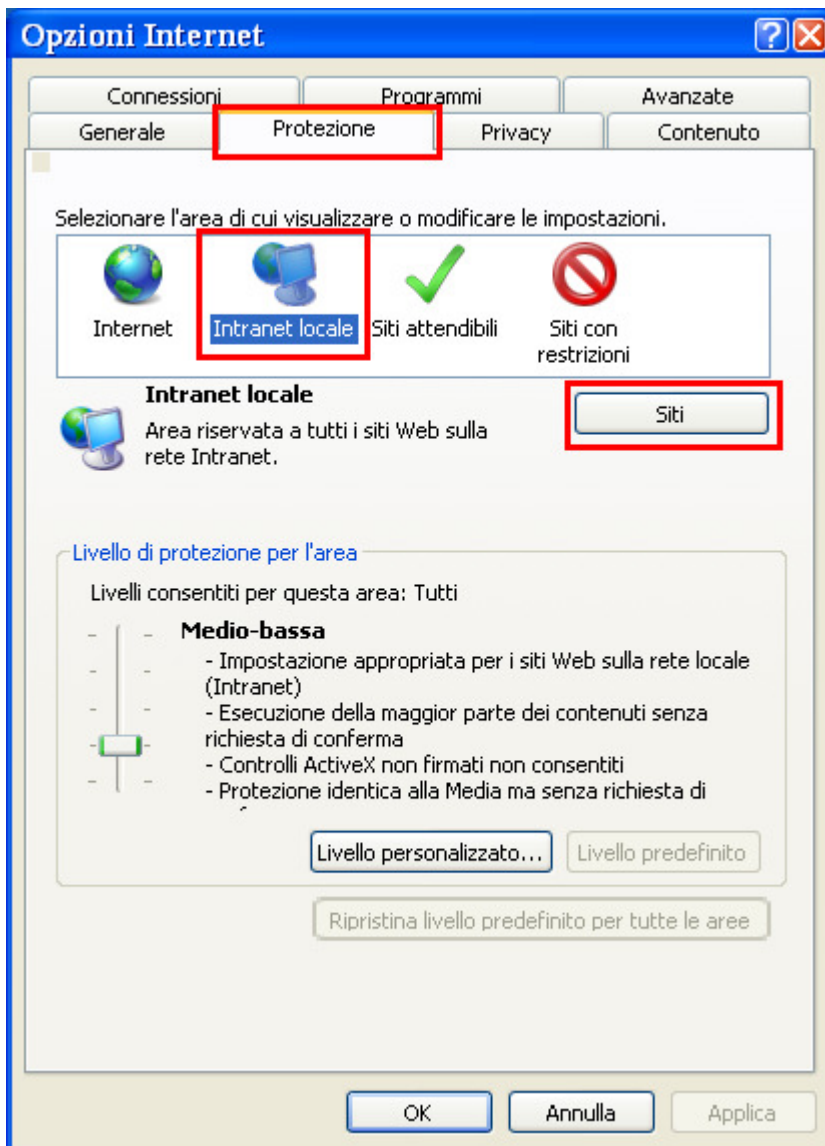 Opzioni Internet
Connessioni Programmi Avanzate
Generale Protezione Privacy Contenuto
Selezionare l'area di cui visualizzare o modificare le impostazioni.
Internet Intranet locale Siti attendibili Siti con
restrizioni
Intranet locale
Siti
Area riservata a tutti i siti Web sulla
rete Intranet.
Livello di protezione per l'area
Livelli consentiti per questa area: Tutti
Medio-bassa
- Impostazione appropriata per i siti Web sulla rete locale
(Intranet)
- Esecuzione della maggior parte dei contenuti senza
richiesta di conferma
- Controlli ActiveX non firmati non consentiti
- Protezione identica alla Media ma senza richiesta di
Livello personalizzato... Livello predefinito
Ripristina livello predefinito per tutte le aree
OK Annulla Applica